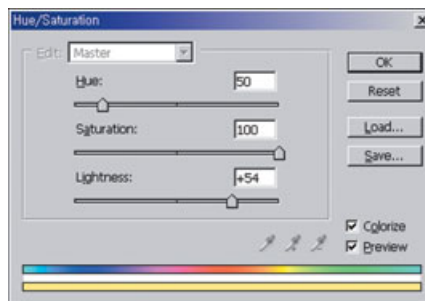 Hue/Saturation
Edit: Master
OK
Hue: 50
Reset
Saturation: 100
Load...
Save...
Lightness: +54
Colorize
Preview